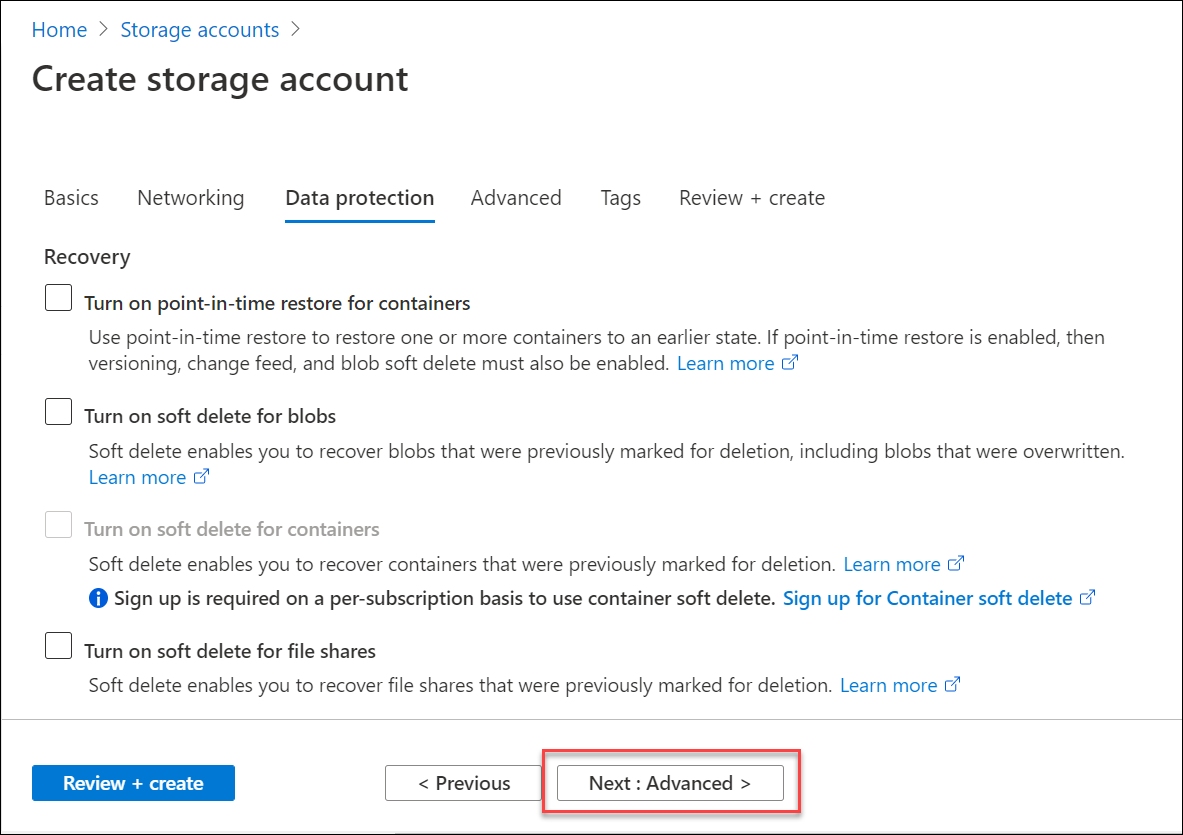 Home > Storage accounts >
Create storage account
Basics Networking Data protection Advanced Tags Review + create
Recovery
Turn on point-in-time restore for containers
Use point-in-time restore to restore one or more containers to an earlier state. If point-in-time restore is enabled, then
versioning, change feed, and blob soft delete must also be enabled. Learn more
Turn on soft delete for blobs
Soft delete enables you to recover blobs that were previously marked for deletion, including blobs that were overwritten.
Learn more
Turn on soft delete for containers
Soft delete enables you to recover containers that were previously marked for deletion. Learn more
Sign up is required on a per-subscription basis to use container soft delete. Sign up for Container soft delete
Turn on soft delete for file shares
Soft delete enables you to recover file shares that were previously marked for deletion. Learn more
Review + create < Previous Next : Advanced >